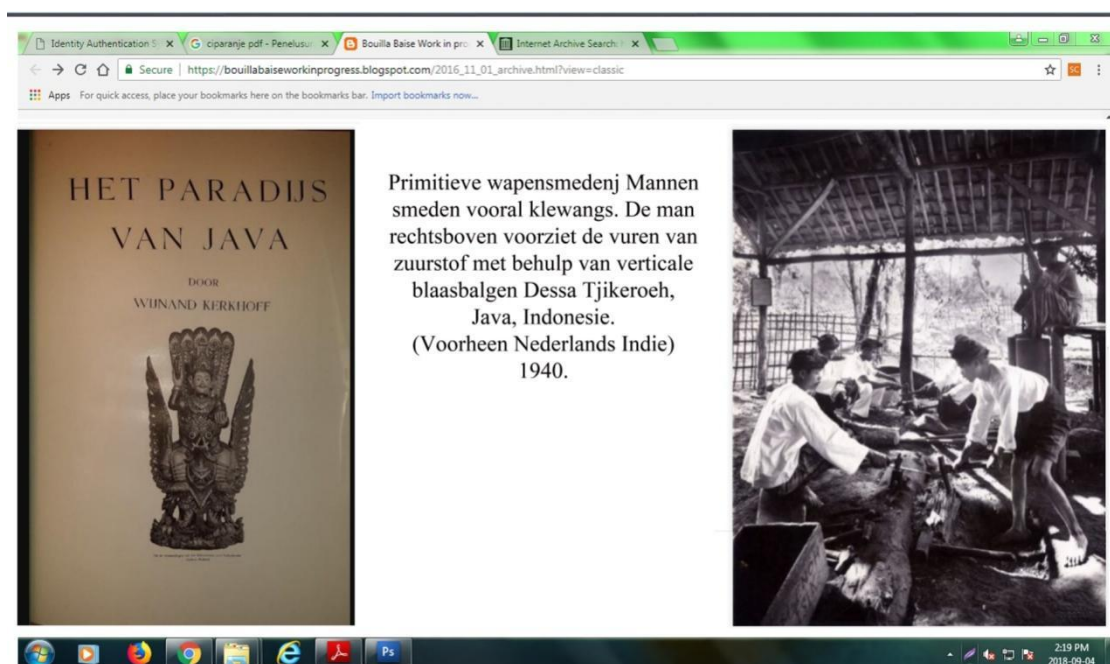 Identity Authentication S
ciparanje pdf - Penelusur
Bouilla Baise Work in pro
Internet Archive Search:
Secure
https://bouillabaiseworkinprogress.blogspot.com/2016_11_01_archive.html?view=classic
Apps
For quick access, place your bookmarks here on the bookmarks bar. Import bookmarks now...
HET PARADIJS
VAN JAVA
DOOR
WIJNAND KERKHOFF
Primitieve wapensmedenj Mannen
smeden vooral klewangs. De man
rechtsboven voorziet de vuren van
zuurstof met behulp van verticale
blaasbalgen Dessa Tjikeroeh,
Java, Indonesie.
(Voorheen Nederlands Indie)
1940.
Ps
2:19 PM
2018-09-04